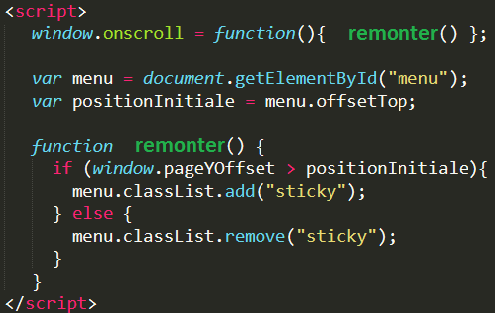 <script>
window.onscroll = function(){ remonter() };
var menu = document.getElementById("menu");
var positionInitiale = menu.offsetTop;
function remonter() {
if (window.pageYOffset > positionInitiale){
menu.classList.add("sticky");
} else {
menu.classList.remove("sticky");
}
}
</script>